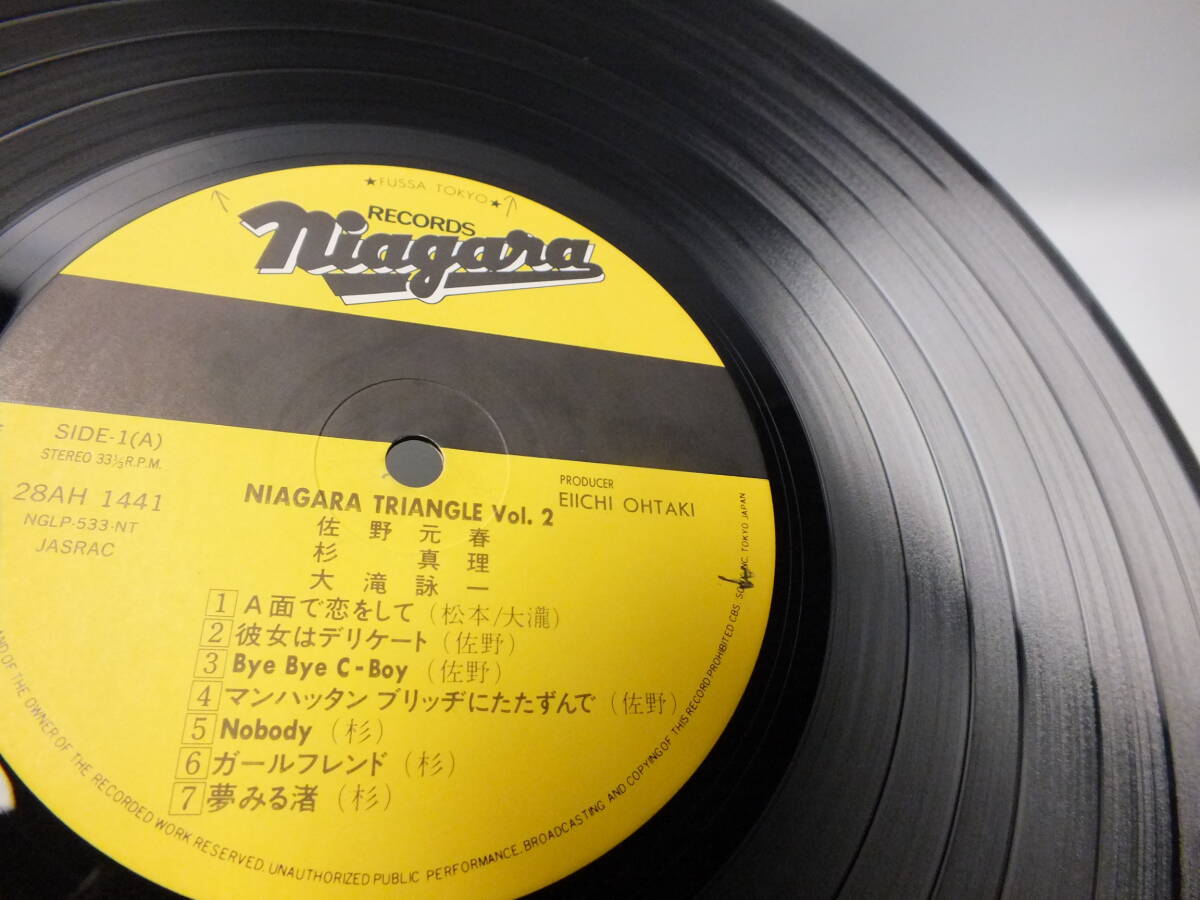 ★FUSSA TOKYO★
RECORDS
Niagara
SIDE-1(A)
STEREO 33⅓R.P.M.
28AH 1441
NGLP-533-NT
JASRAC
PRODUCER
EIICHI OHTAKI
NIAGARA TRIANGLE Vol. 2
佐野元春
杉真理
大滝詠一
1 A面で恋をして (松本/大瀧)
2 彼女はデリケート (佐野)
3 Bye Bye C-Boy (佐野)
4 マンハッタン ブリッヂにたたずんで (佐野)
5 Nobody (杉)
6 ガールフレンド (杉)
7 夢みる渚 (杉)
AND OF THE OWNER OF THE RECORDED WORK RESERVED. UNAUTHORIZED PUBLIC PERFORMANCE, BROADCASTING AND COPYING OF THIS RECORD PROHIBITED CBS/ INC. TOKYO JAPAN